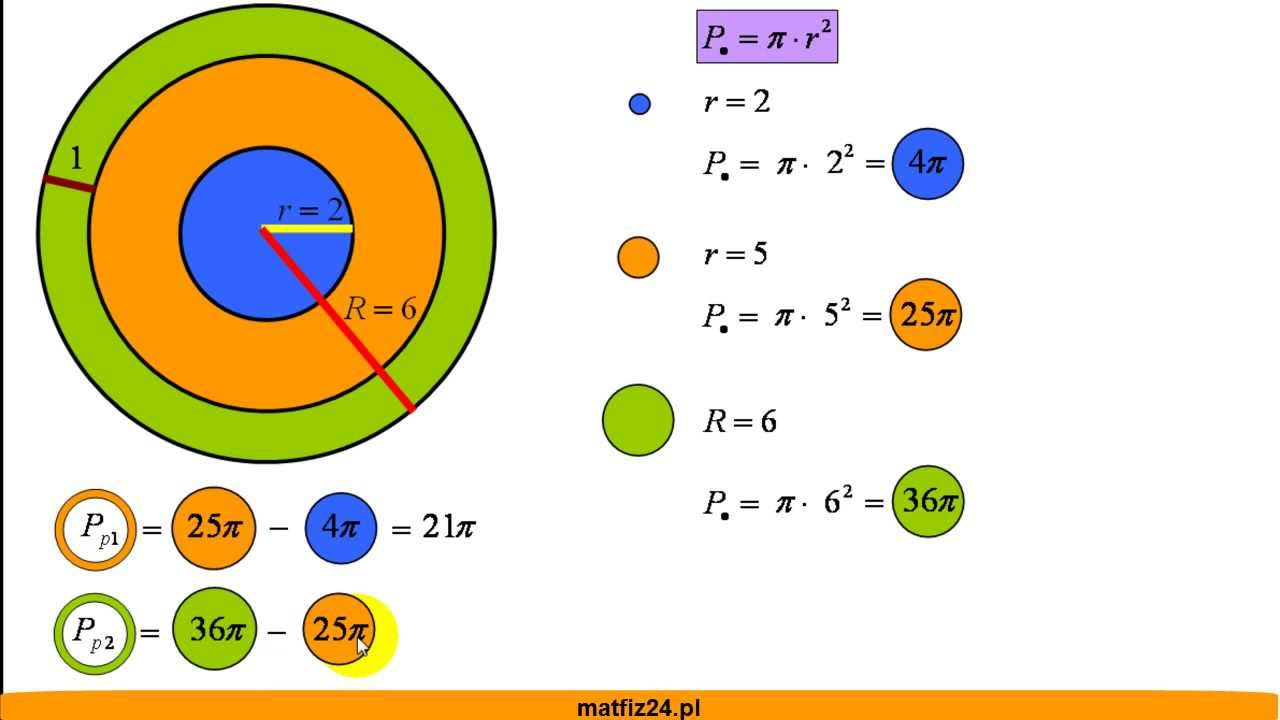 1
r = 2
R = 6
P● = π · r²
r = 2
P● = π · 2² = 4π
r = 5
P● = π · 5² = 25π
R = 6
P● = π · 6² = 36π
Pp1 = 25π − 4π = 21π
Pp2 = 36π − 25π
matfiz24.pl